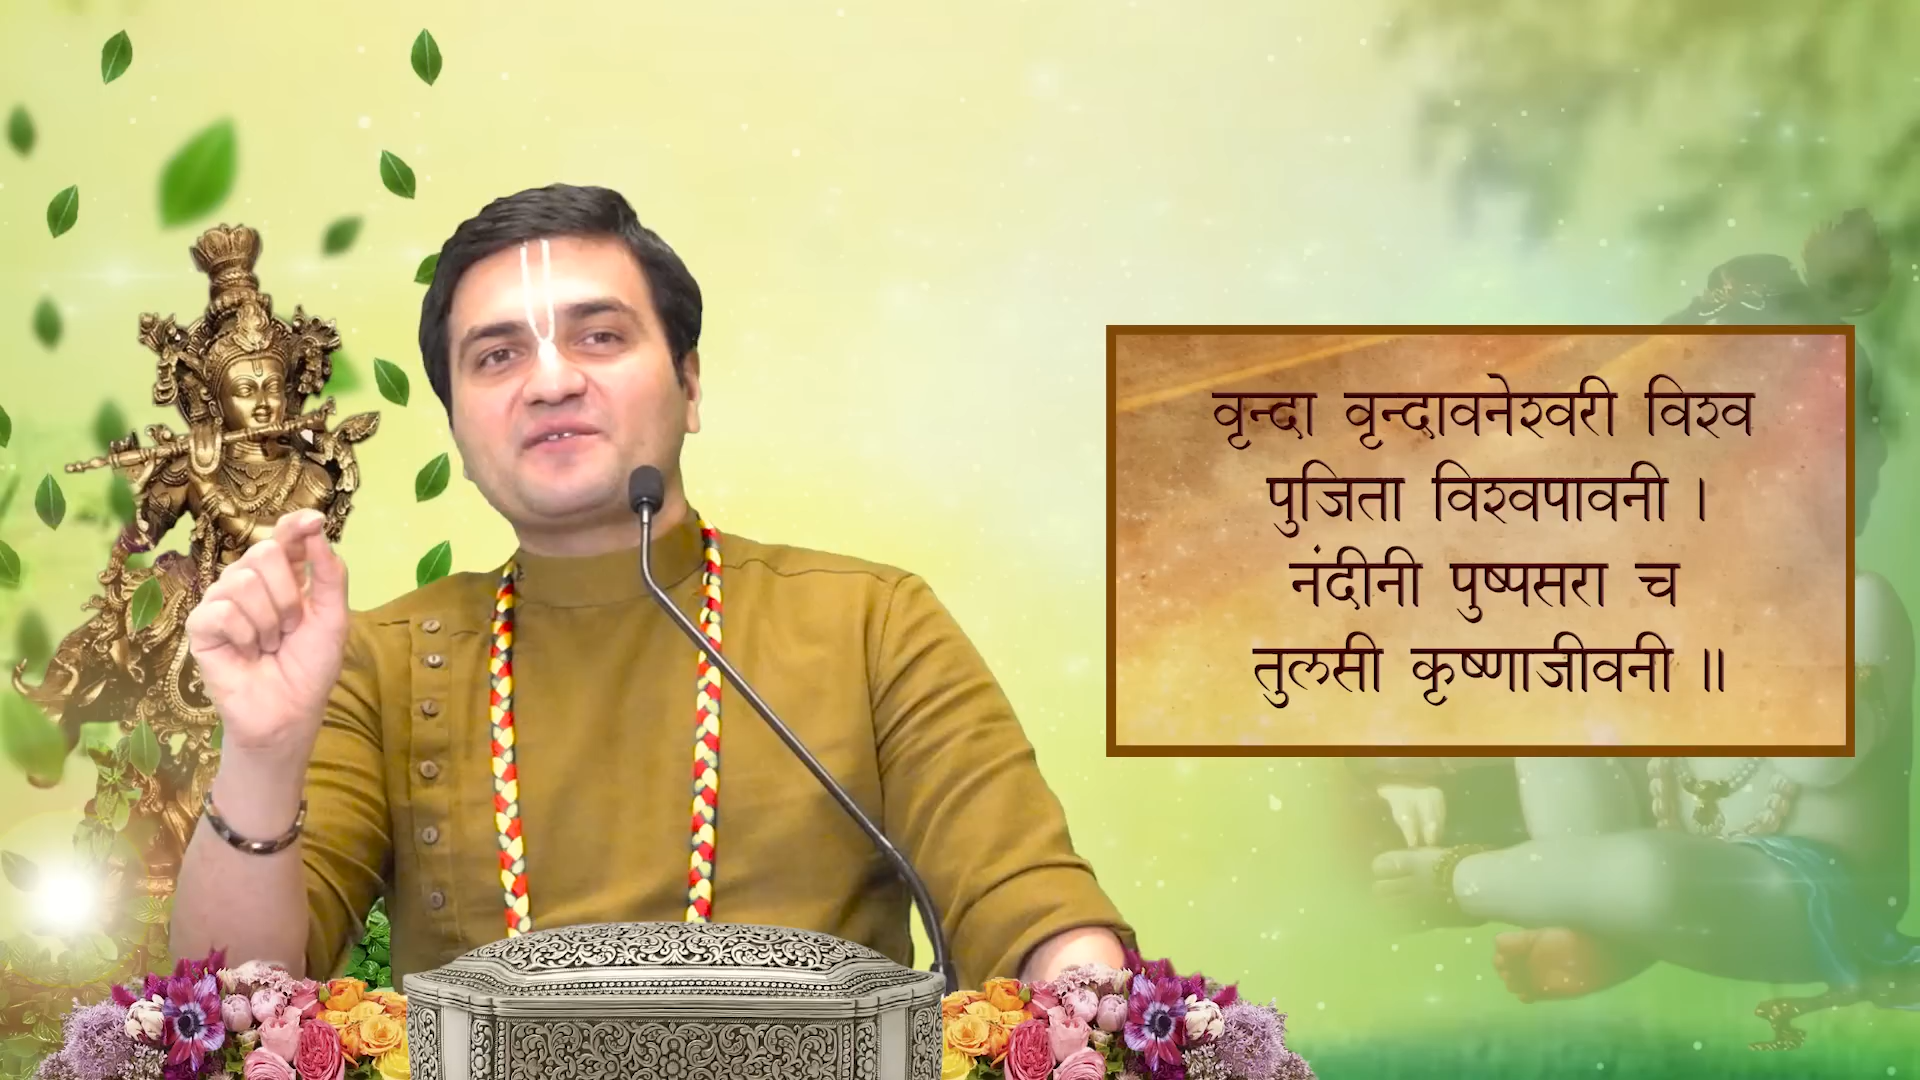 वृन्दा वृन्दावनेश्वरी विश्व
पुजिता विश्वपावनी ।
नंदीनी पुष्पसरा च
तुलसी कृष्णाजीवनी ॥